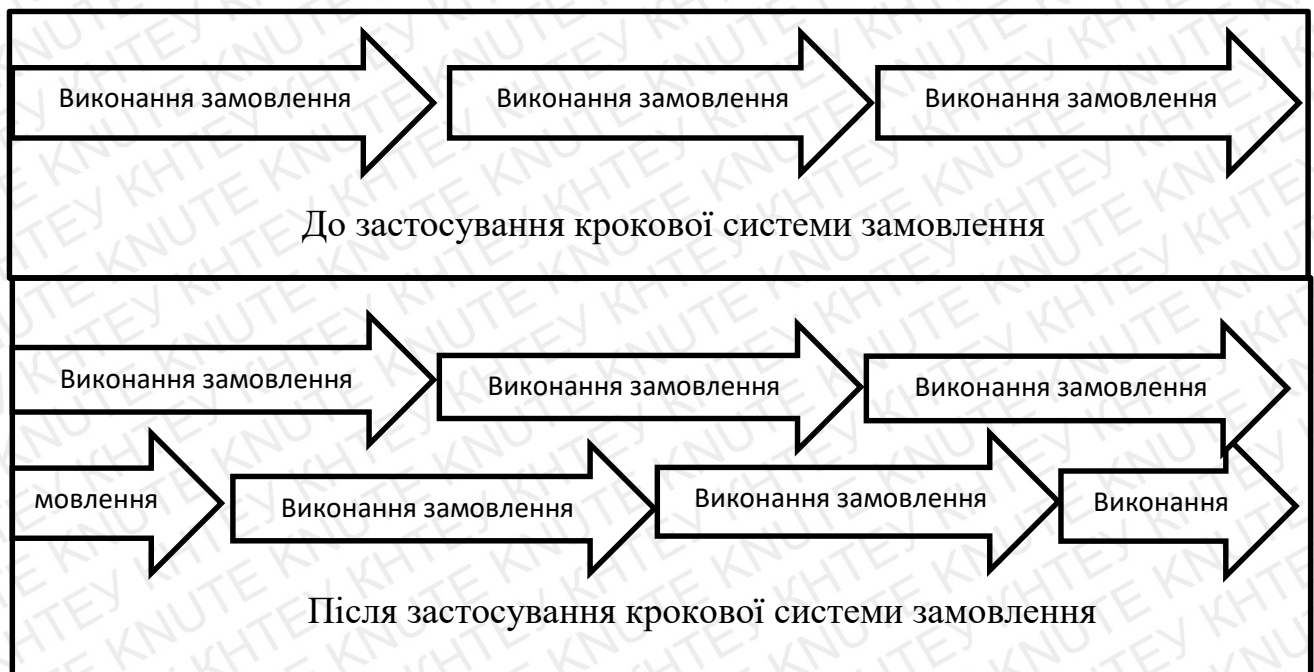 Виконання замовлення Виконання замовлення Виконання замовлення
До застосування крокової системи замовлення
Виконання замовлення Виконання замовлення Виконання замовлення
мовлення Виконання замовлення Виконання замовлення Виконання
Після застосування крокової системи замовлення